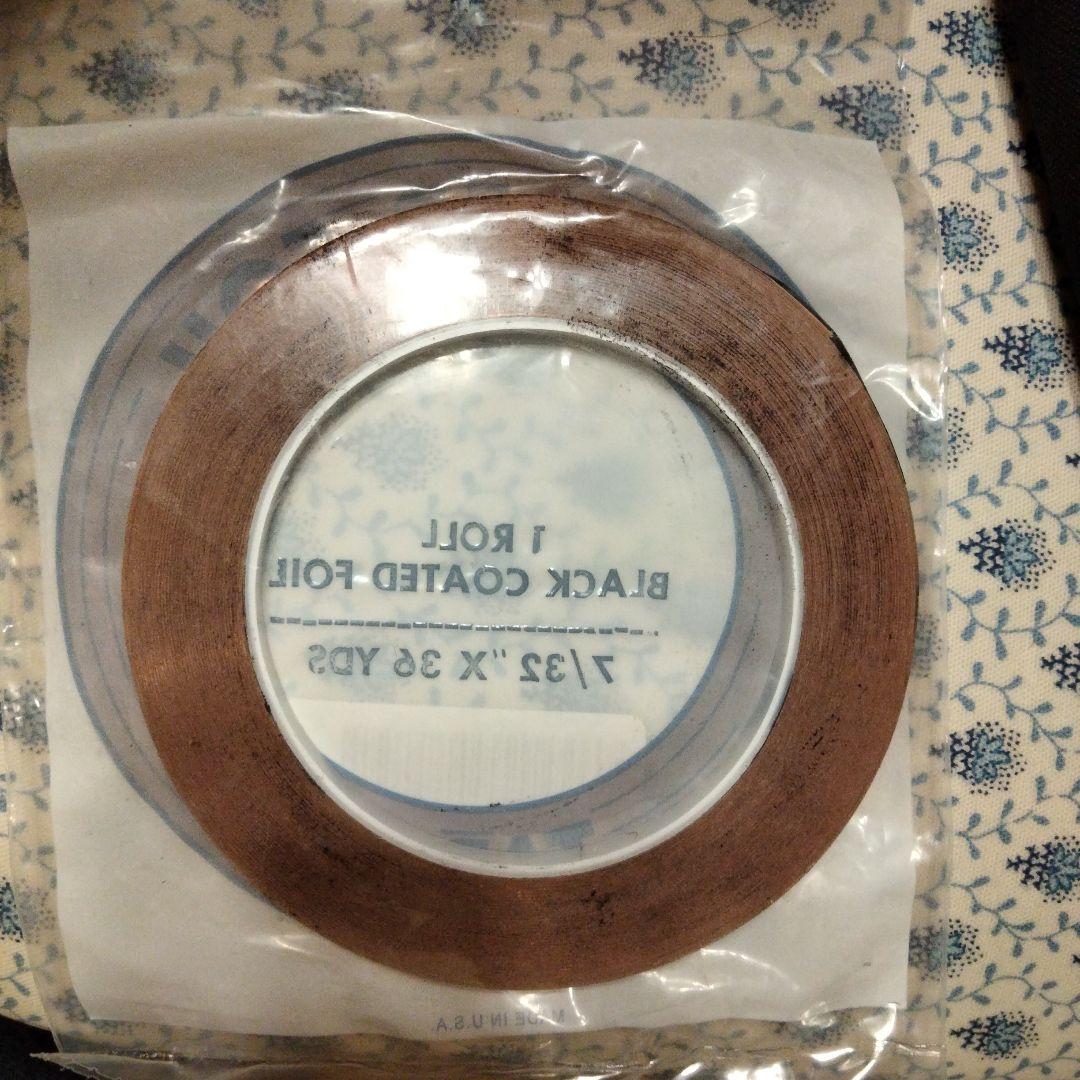 1 ROLL
BLACK COATED FOIL
7/32" X 36 YDS
MADE IN U.S.A.